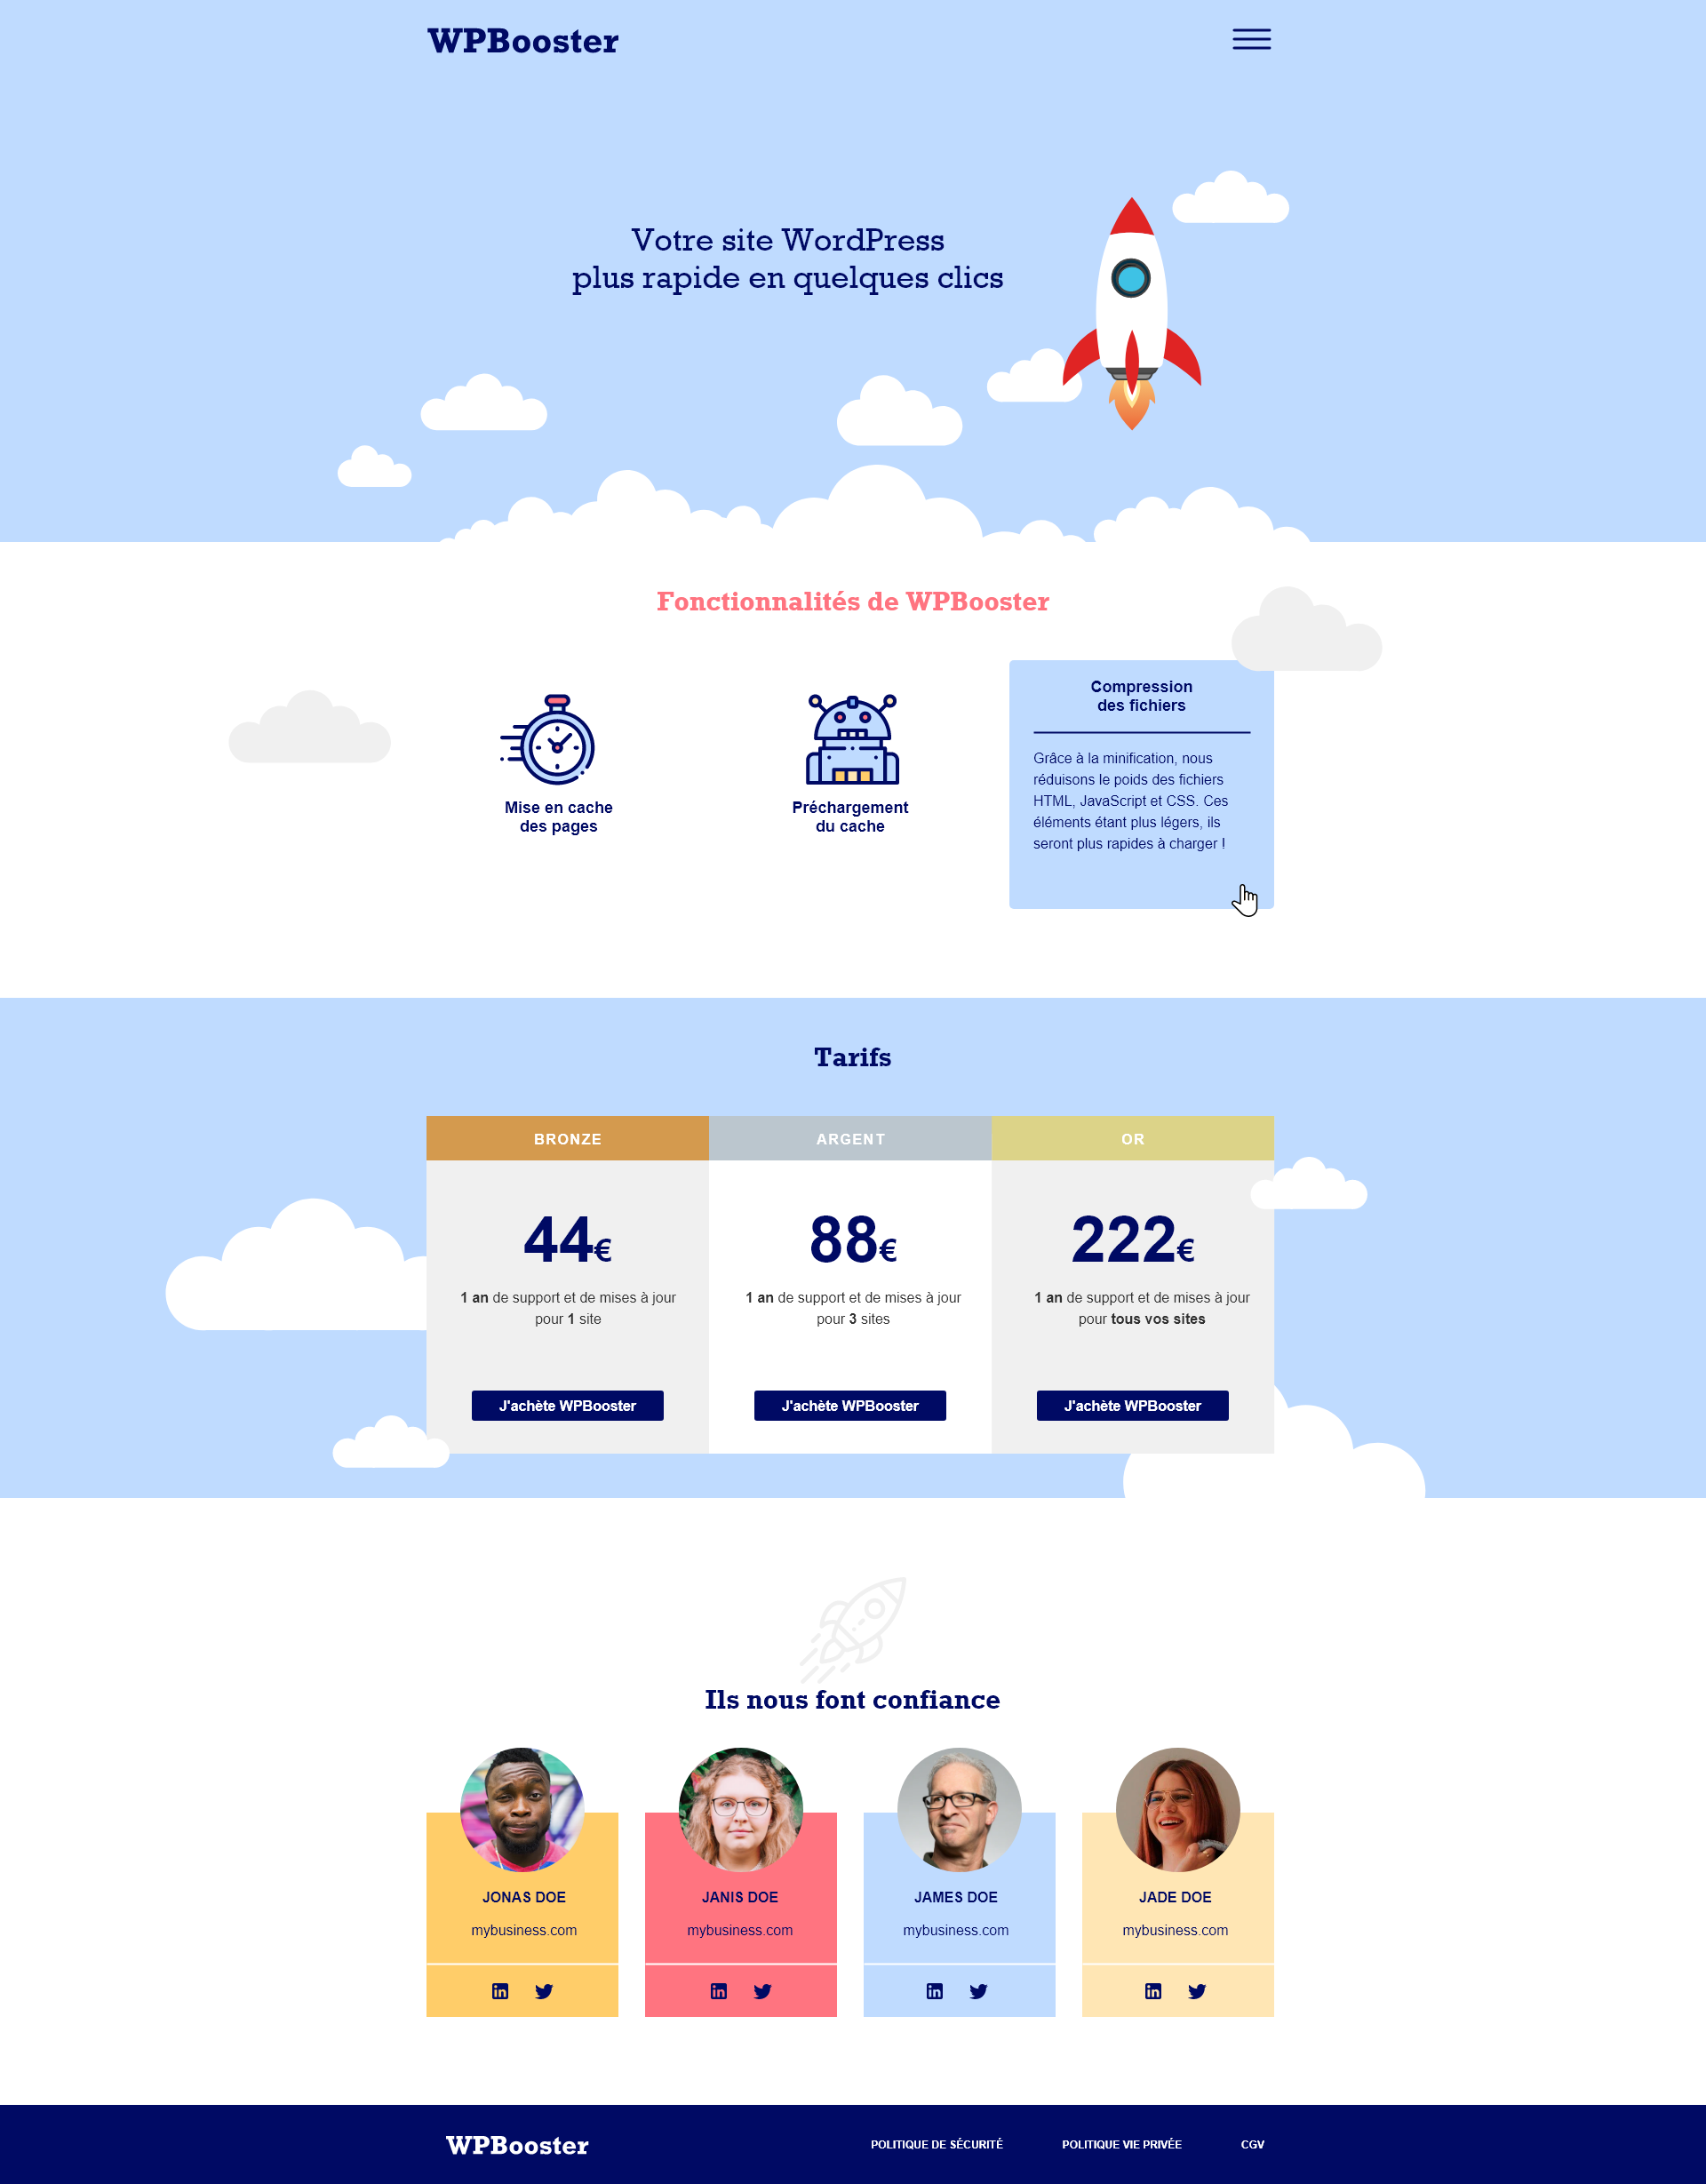 WPBooster
Votre site WordPress
plus rapide en quelques clics
Fonctionnalités de WPBooster
Mise en cache
des pages
Préchargement
du cache
Compression
des fichiers
Grâce à la minification, nous
réduisons le poids des fichiers
HTML, JavaScript et CSS. Ces
éléments étant plus légers, ils
seront plus rapides à charger !
Tarifs
BRONZE
44€
1 an de support et de mises à jour
pour 1 site
J'achète WPBooster
ARGENT
88€
1 an de support et de mises à jour
pour 3 sites
J'achète WPBooster
OR
222€
1 an de support et de mises à jour
pour tous vos sites
J'achète WPBooster
Ils nous font confiance
JONAS DOE
mybusiness.com
JANIS DOE
mybusiness.com
JAMES DOE
mybusiness.com
JADE DOE
mybusiness.com
WPBooster
POLITIQUE DE SÉCURITÉ
POLITIQUE VIE PRIVÉE
CGV